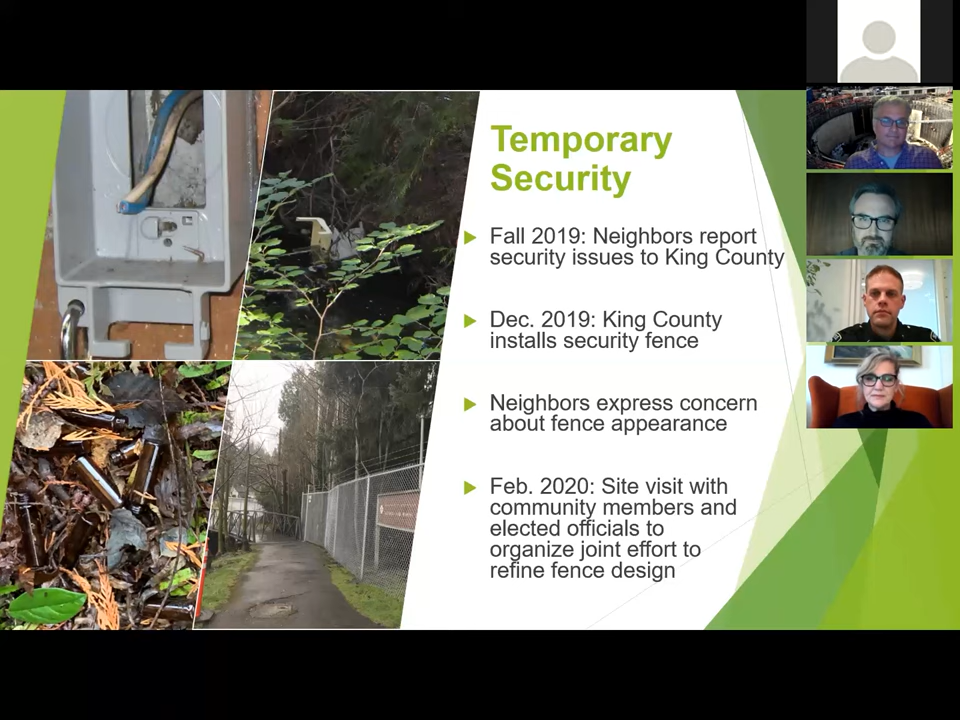 Temporary
Security
Fall 2019: Neighbors report
security issues to King County
Dec. 2019: King County
installs security fence
Neighbors express concern
about fence appearance
Feb. 2020: Site visit with
community members and
elected officials to
organize joint effort to
refine fence design